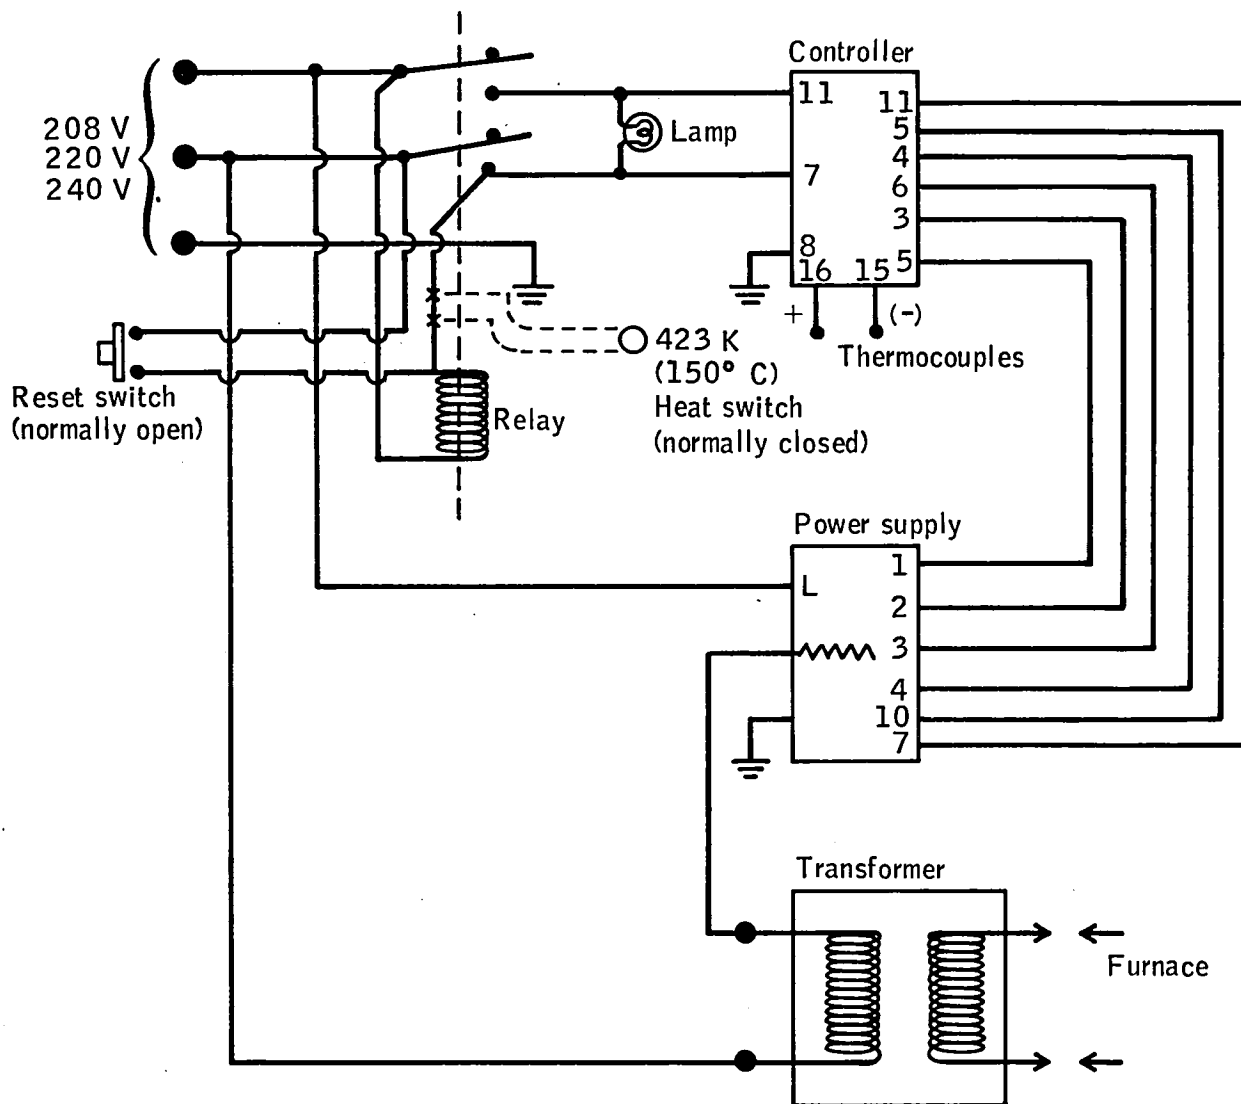 208 V
220 V
240 V
Reset switch
(normally open)
Relay
423 K
(150° C)
Heat switch
(normally closed)
Lamp
Controller
11
7
8
16
15
11
5
4
6
3
5
+
(-)
Thermocouples
Power supply
L
1
2
3
4
10
7
Transformer
Furnace